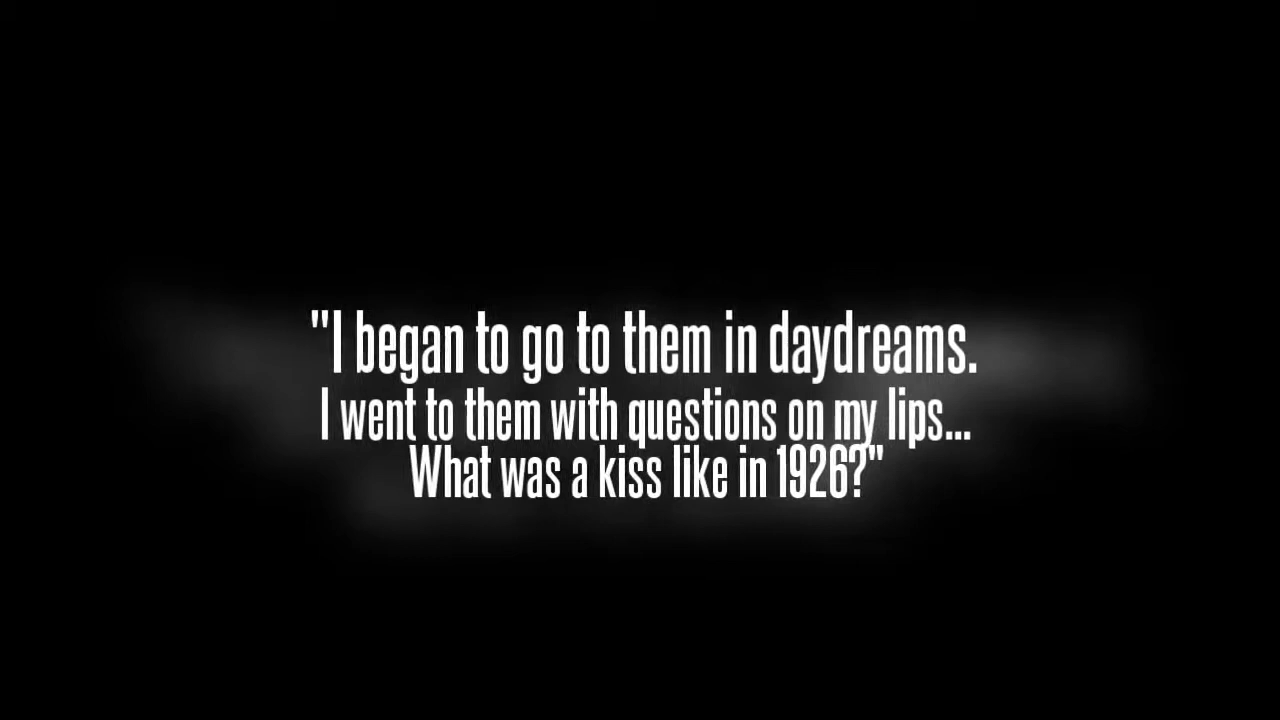 "I began to go to them in daydreams.
I went to them with questions on my lips...
What was a kiss like in 1926?"